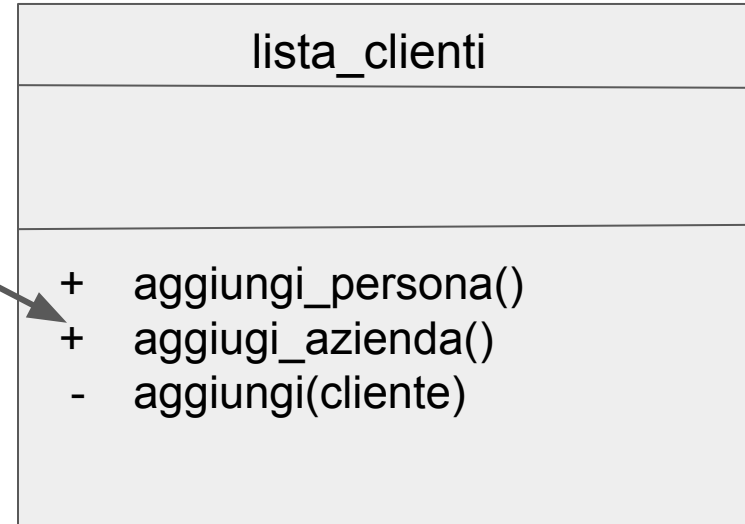 lista_clienti
+ aggiungi_persona()
+ aggiugi_azienda()
- aggiungi(cliente)